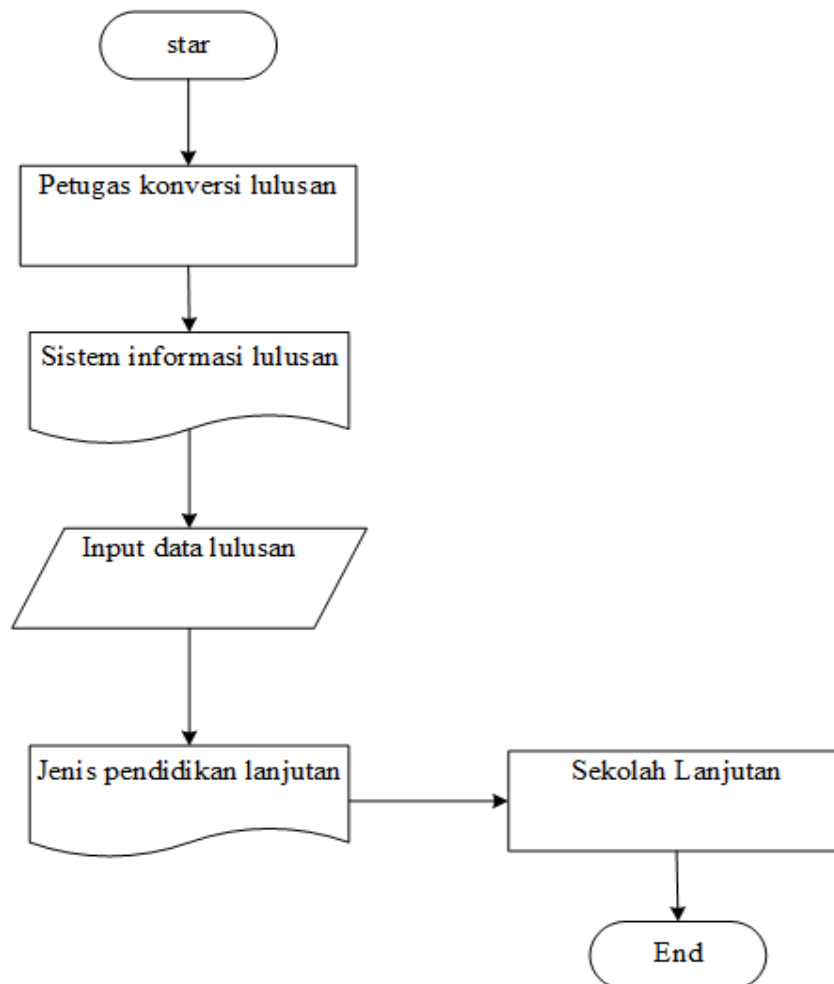 star
Petugas konversi lulusan
Sistem informasi lulusan
Input data lulusan
Jenis pendidikan lanjutan
Sekolah Lanjutan
End